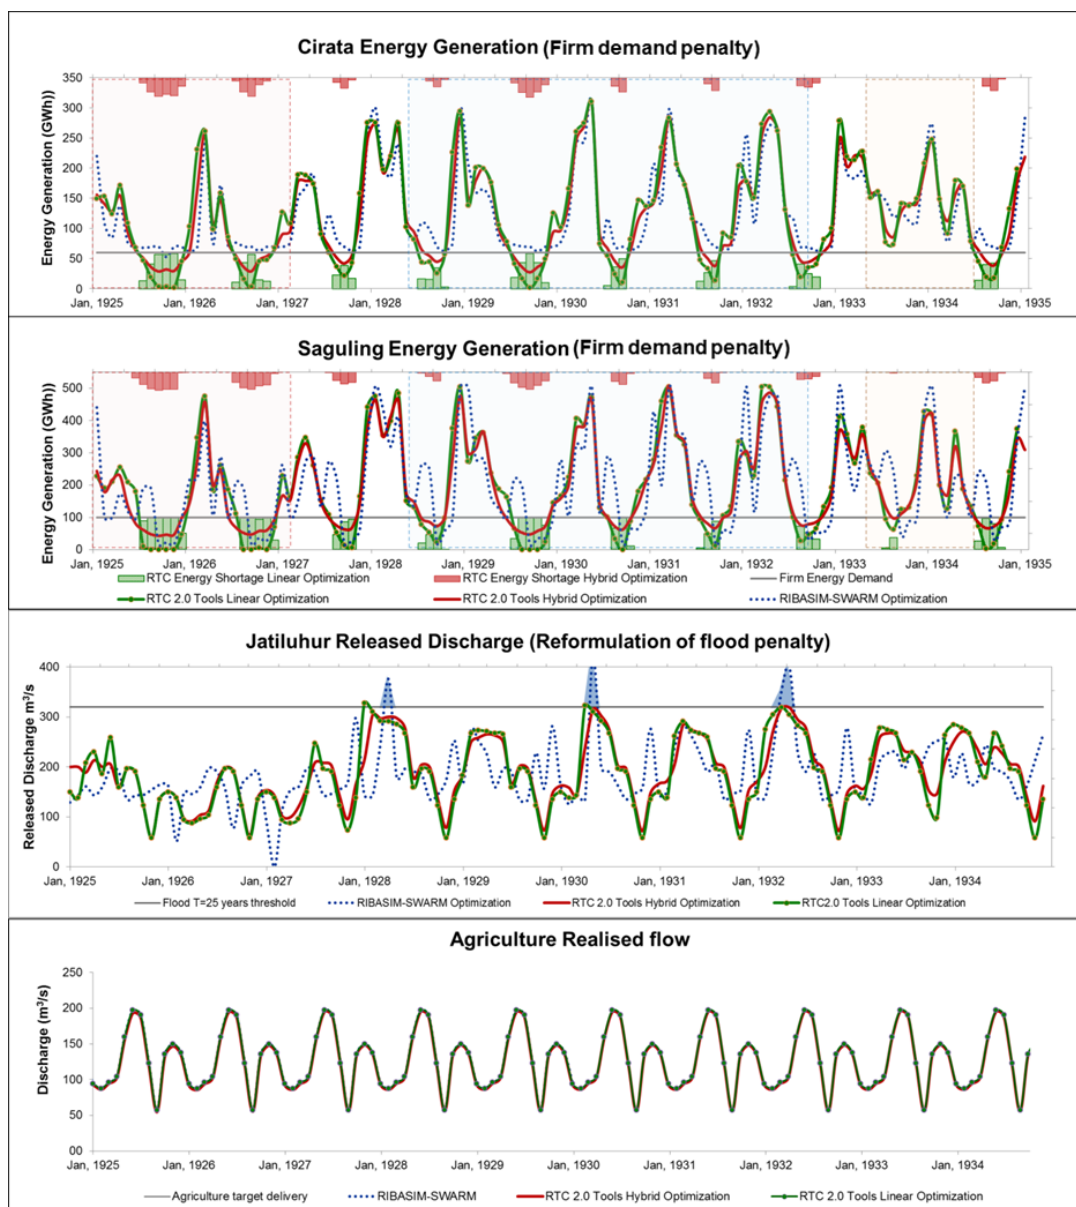 Cirata Energy Generation (Firm demand penalty)
Energy Generation (GWh))
350
300
250
200
150
100
50
0
Jan, 1925
Jan, 1926
Jan, 1927
Jan, 1928
Jan, 1929
Jan, 1930
Jan, 1931
Jan, 1932
Jan, 1933
Jan, 1934
Jan, 1935
Saguling Energy Generation (Firm demand penalty)
Energy Generation (GWh))
500
400
300
200
100
0
Jan, 1925
Jan, 1926
Jan, 1927
Jan, 1928
Jan, 1929
Jan, 1930
Jan, 1931
Jan, 1932
Jan, 1933
Jan, 1934
Jan, 1935
RTC Energy Shortage Linear Optimization
RTC Energy Shortage Hybrid Optimization
Firm Energy Demand
RTC 2.0 Tools Linear Optimization
RTC 2.0 Tools Hybrid Optimization
RIBASIM-SWARM Optimization
Jatiluhur Released Discharge (Reformulation of flood penalty)
Released Discharge m³/s
400
300
200
100
0
Jan, 1925
Jan, 1926
Jan, 1927
Jan, 1928
Jan, 1929
Jan, 1930
Jan, 1931
Jan, 1932
Jan, 1933
Jan, 1934
Flood T=25 years threshold
RIBASIM-SWARM Optimization
RTC 2.0 Tools Hybrid Optimization
RTC2.0 Tools Linear Optimization
Agriculture Realised flow
Discharge (m³/s)
250
200
150
100
50
00
Jan, 1925
Jan, 1926
Jan, 1927
Jan, 1928
Jan, 1929
Jan, 1930
Jan, 1931
Jan, 1932
Jan, 1933
Jan, 1934
Agriculture target delivery
RIBASIM-SWARM
RTC 2.0 Tools Hybrid Optimization
RTC 2.0 Tools Linear Optimization